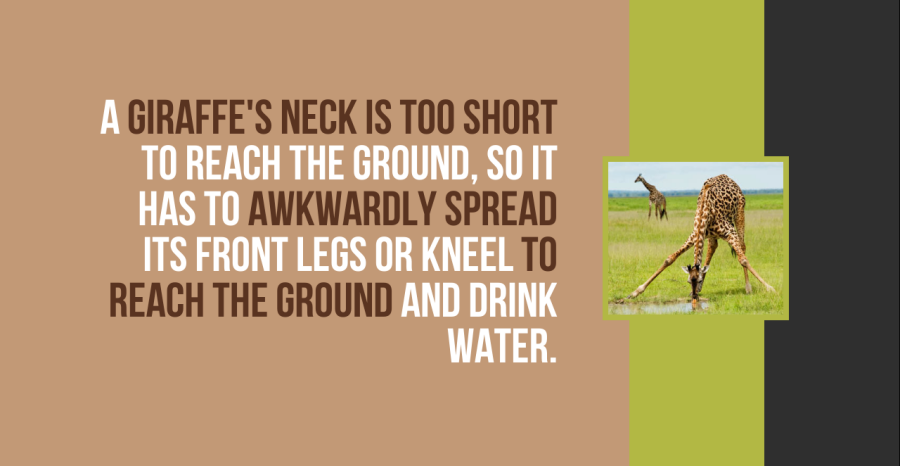 A GIRAFFE'S NECK IS TOO SHORT
TO REACH THE GROUND, SO IT
HAS TO AWKWARDLY SPREAD
ITS FRONT LEGS OR KNEEL TO
REACH THE GROUND AND DRINK
WATER.